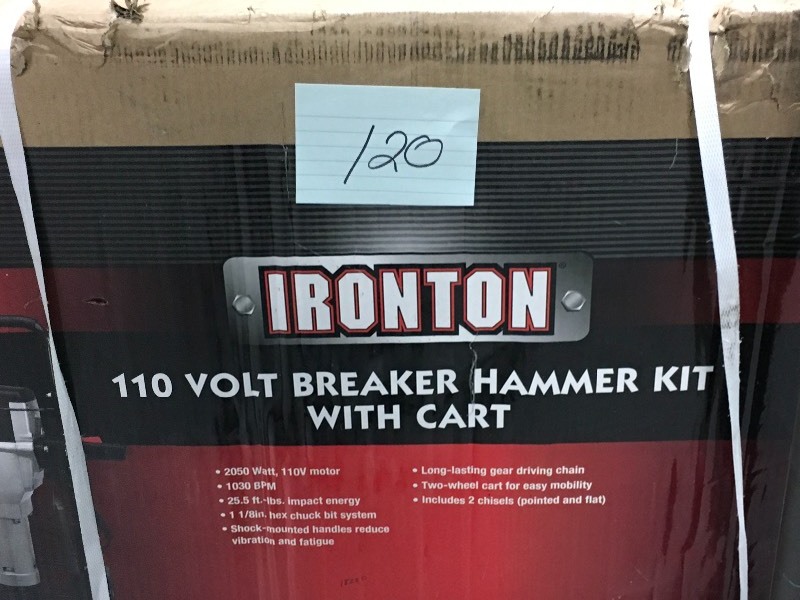 120
IRONTON
110 VOLT BREAKER HAMMER KIT
WITH CART
• 2050 Watt, 110V motor
• 1030 BPM
• 25.5 ft.-lbs. impact energy
• 1 1/8in. hex chuck bit system
• Shock-mounted handles reduce
vibration and fatigue
• Long-lasting gear driving chain
• Two-wheel cart for easy mobility
• Includes 2 chisels (pointed and flat)